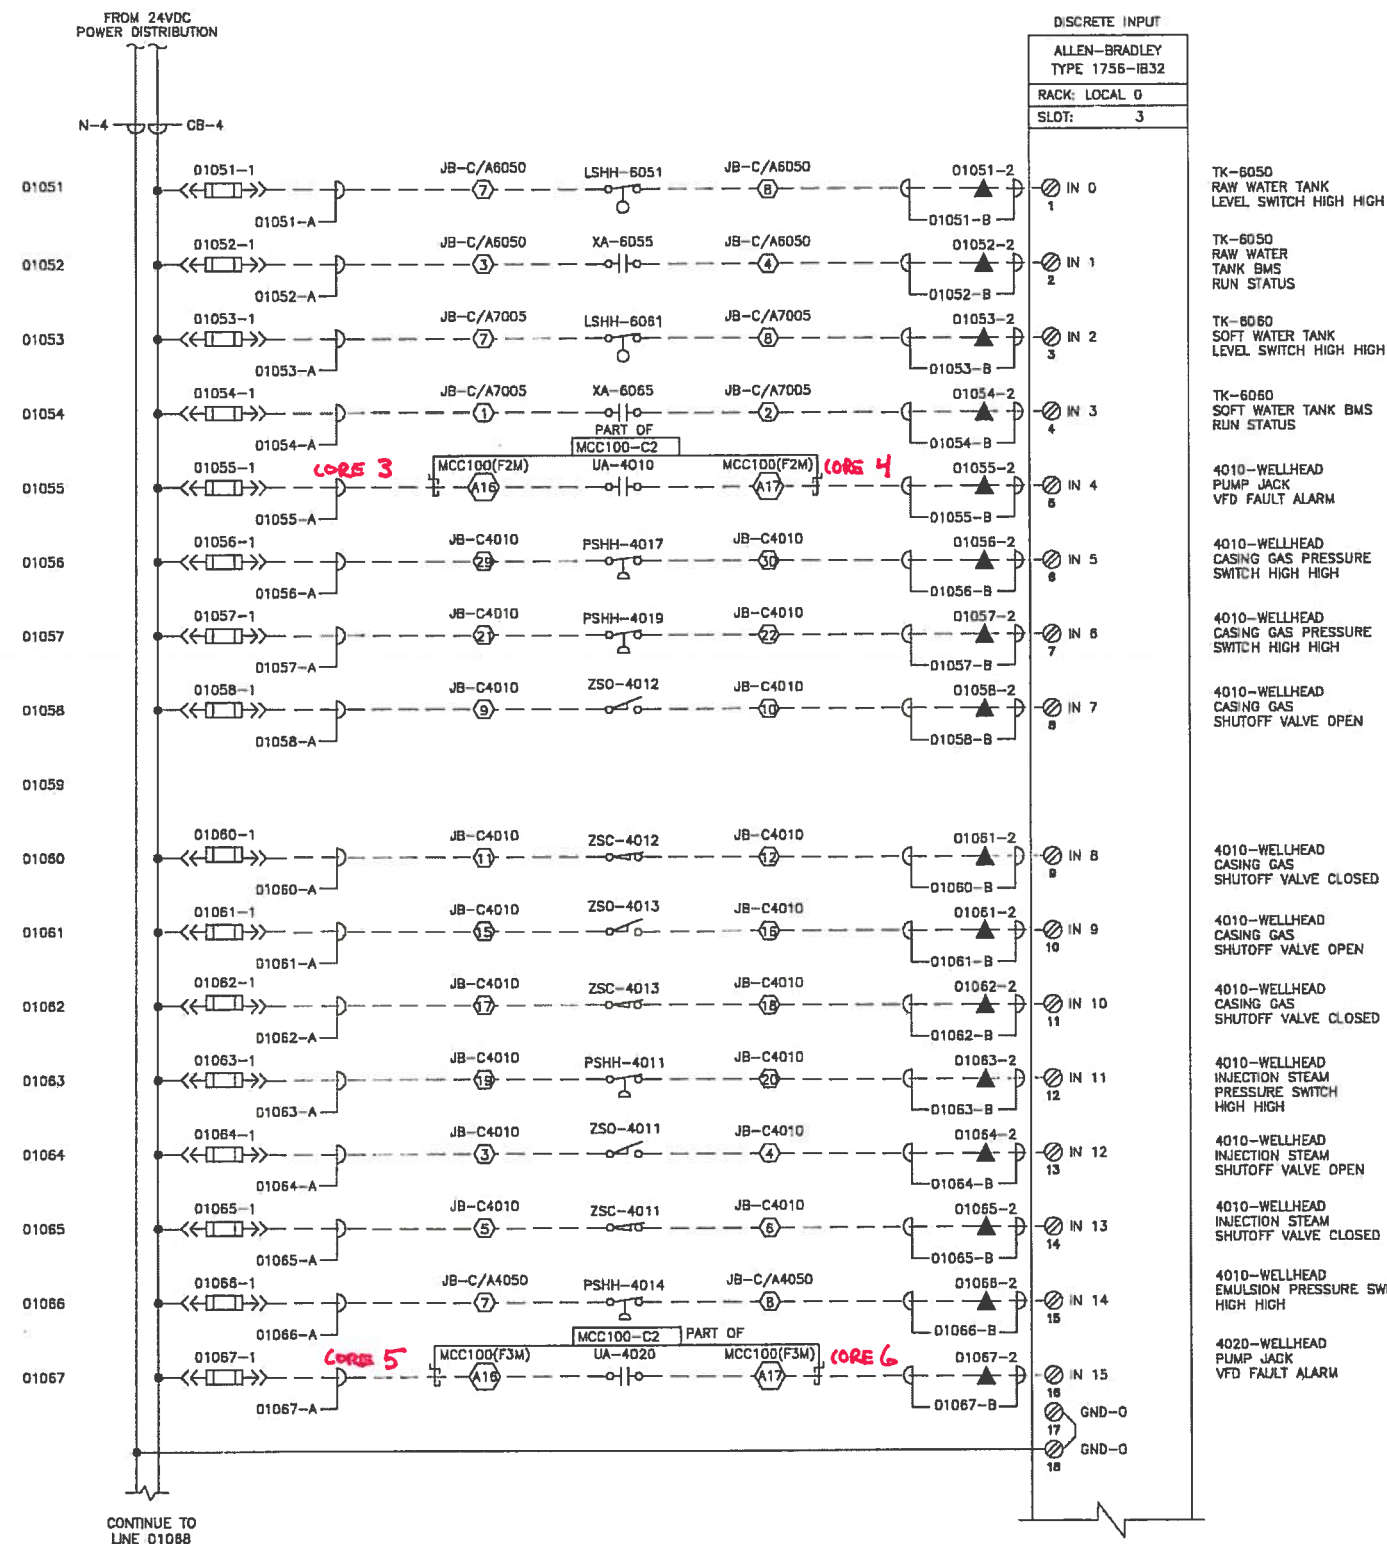 FROM 24VDC
POWER DISTRIBUTION
DISCRETE INPUT
ALLEN-BRADLEY
TYPE 1756-IB32
RACK: LOCAL 0
SLOT: 3
N-4 CB-4
01051 01051-1 JB-C/A6050 LSHH-6051 JB-C/A6050 01051-2 TK-6050
7 8 IN 0 RAW WATER TANK
01051-A 01051-B 1 LEVEL SWITCH HIGH HIGH
01052 01052-1 JB-C/A6050 XA-6055 JB-C/A6050 01052-2 TK-6050
3 4 IN 1 RAW WATER
01052-A 01052-B 2 TANK BMS
RUN STATUS
01053 01053-1 JB-C/A7005 LSHH-6061 JB-C/A7005 01053-2 TK-6060
7 8 IN 2 SOFT WATER TANK
01053-A 01053-B 3 LEVEL SWITCH HIGH HIGH
01054 01054-1 JB-C/A7005 XA-6065 JB-C/A7005 01054-2 TK-6060
1 2 IN 3 SOFT WATER TANK BMS
01054-A 01054-B 4 RUN STATUS
PART OF
MCC100-C2
01055 01055-1 CORE 3 MCC100(F2M) UA-4010 MCC100(F2M) CORE 4 01055-2 4010-WELLHEAD
A16 A17 IN 4 PUMP JACK
01055-A 01055-B 5 VFD FAULT ALARM
01056 01056-1 JB-C4010 PSHH-4017 JB-C4010 01056-2 4010-WELLHEAD
29 30 IN 5 CASING GAS PRESSURE
01056-A 01056-B 6 SWITCH HIGH HIGH
01057 01057-1 JB-C4010 PSHH-4019 JB-C4010 01057-2 4010-WELLHEAD
21 22 IN 6 CASING GAS PRESSURE
01057-A 01057-B 7 SWITCH HIGH HIGH
01058 01058-1 JB-C4010 ZSO-4012 JB-C4010 01058-2 4010-WELLHEAD
9 10 IN 7 CASING GAS
01058-A 01058-B 8 SHUTOFF VALVE OPEN
01059
01060 01060-1 JB-C4010 ZSC-4012 JB-C4010 01061-2 4010-WELLHEAD
11 12 IN 8 CASING GAS
01060-A 01060-B 9 SHUTOFF VALVE CLOSED
01061 01061-1 JB-C4010 ZSO-4013 JB-C4010 01061-2 4010-WELLHEAD
15 16 IN 9 CASING GAS
01061-A 01061-B 10 SHUTOFF VALVE OPEN
01062 01062-1 JB-C4010 ZSC-4013 JB-C4010 01062-2 4010-WELLHEAD
17 18 IN 10 CASING GAS
01062-A 01062-B 11 SHUTOFF VALVE CLOSED
01063 01063-1 JB-C4010 PSHH-4011 JB-C4010 01063-2 4010-WELLHEAD
19 20 IN 11 INJECTION STEAM
01063-A 01063-B 12 PRESSURE SWITCH
HIGH HIGH
01064 01064-1 JB-C4010 ZSO-4011 JB-C4010 01064-2 4010-WELLHEAD
3 4 IN 12 INJECTION STEAM
01064-A 01064-B 13 SHUTOFF VALVE OPEN
01065 01065-1 JB-C4010 ZSC-4011 JB-C4010 01065-2 4010-WELLHEAD
5 6 IN 13 INJECTION STEAM
01065-A 01065-B 14 SHUTOFF VALVE CLOSED
01066 01066-1 JB-C/A4050 PSHH-4014 JB-C/A4050 01066-2 4010-WELLHEAD
7 8 IN 14 EMULSION PRESSURE
01066-A 01066-B 15 HIGH HIGH
MCC100-C2 PART OF
01067 01067-1 CORE 5 MCC100(F3M) UA-4020 MCC100(F3M) CORE 6 01067-2 4020-WELLHEAD
A16 A17 IN 15 PUMP JACK
01067-A 01067-B 16 VFD FAULT ALARM
GND-0
17
GND-0
18
CONTINUE TO
LINE 01068